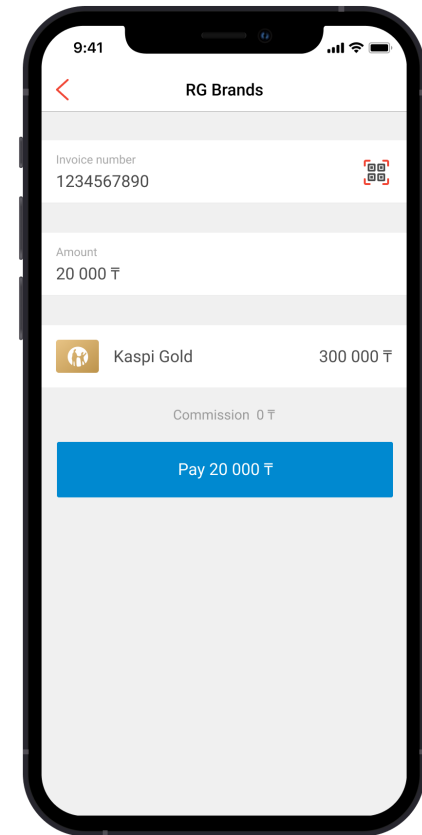 9:41
RG Brands
Invoice number
1234567890
Amount
20 000 ₸
Kaspi Gold 300 000 ₸
Commission 0 ₸
Pay 20 000 ₸